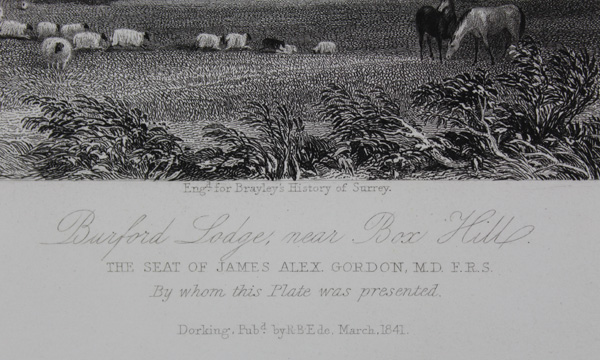 Engd. for Brayley's History of Surrey.
Burford Lodge, near Box Hill.
THE SEAT OF JAMES ALEX. GORDON, M.D. F.R.S.
By whom this Plate was presented.
Dorking, Pubd. by R.B. Ede. March, 1841.